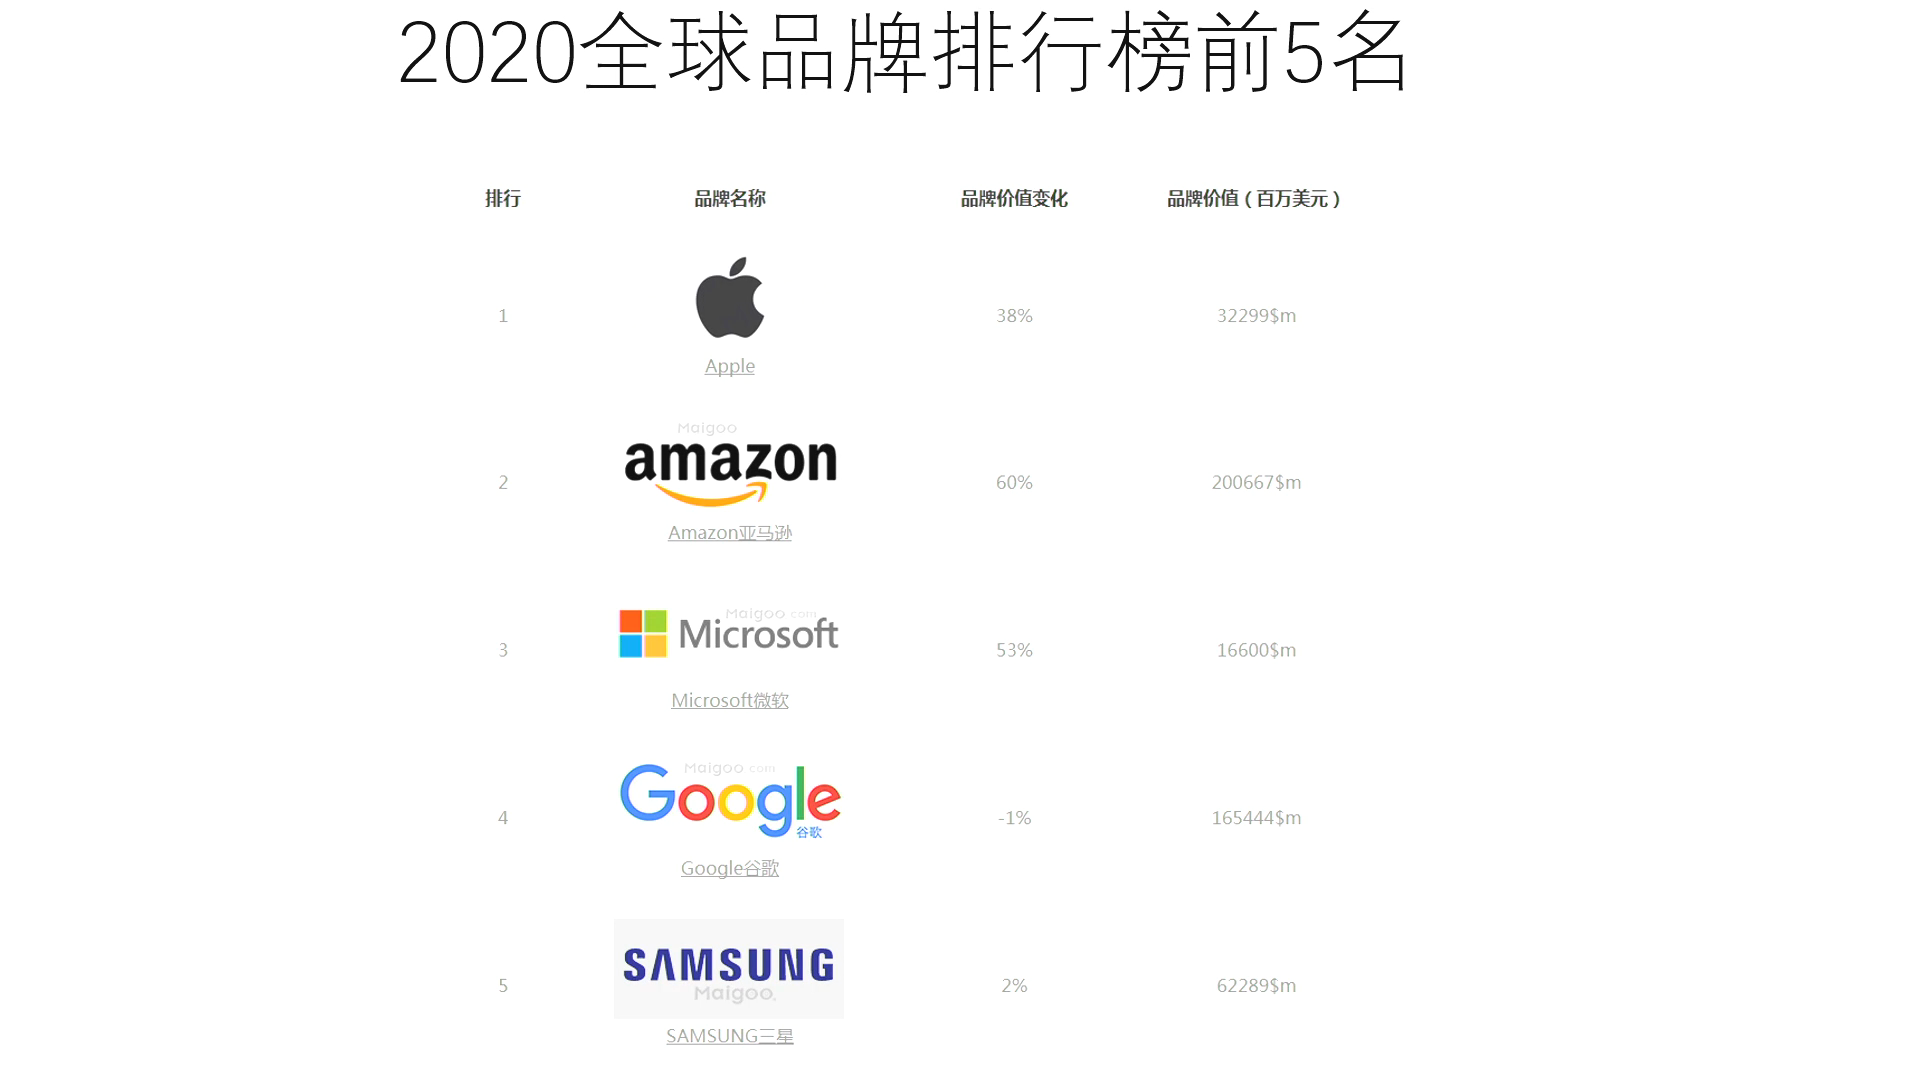 2020全球品牌排行榜前5名
排行 品牌名称 品牌价值变化 品牌价值（百万美元）
1 38% 32299$m
Apple
Maigoo
amazon
2 60% 200667$m
Amazon亚马逊
Maigoo com
Microsoft
3 53% 16600$m
Microsoft微软
Maigoo com
Google
谷歌
4 -1% 165444$m
Google谷歌
SAMSUNG
Maigoo.
5 2% 62289$m
SAMSUNG三星